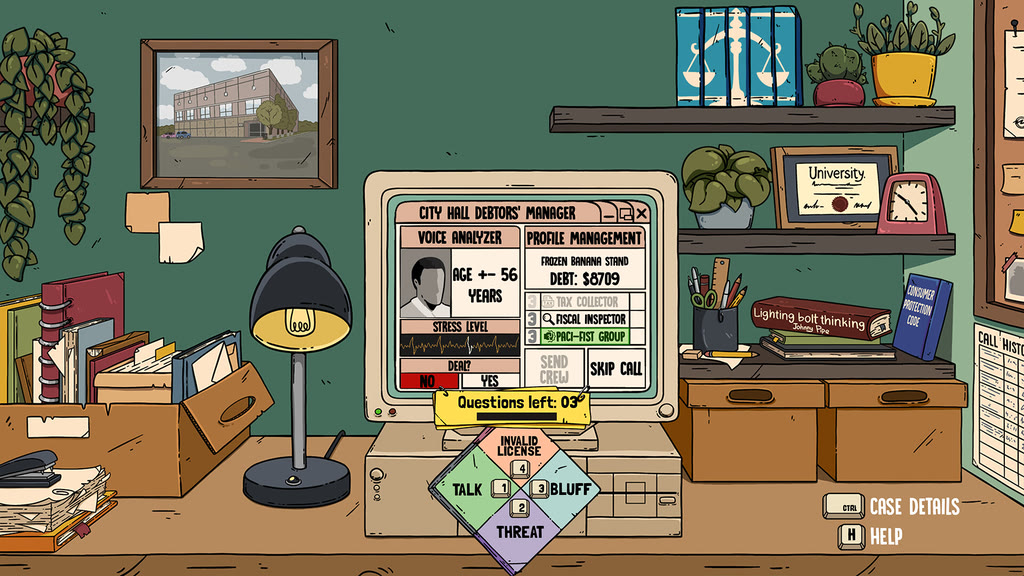 University.
CITY HALL DEBTORS' MANAGER
VOICE ANALYZER
PROFILE MANAGEMENT
AGE +- 56
YEARS
FROZEN BANANA STAND
DEBT: $8709
3 TAX COLLECTOR
3 FISCAL INSPECTOR
3 PACI-FIST GROUP
STRESS LEVEL
DEAL?
NO
YES
SEND
CREW
SKIP CALL
Questions left: 03
INVALID
LICENSE
4
TALK 1
3 BLUFF
2
THREAT
Lighting bolt thinking
Johnny Pipe
CONSUMER
PROTECTION
CODE
CALL HISTO
CTRL CASE DETAILS
H HELP